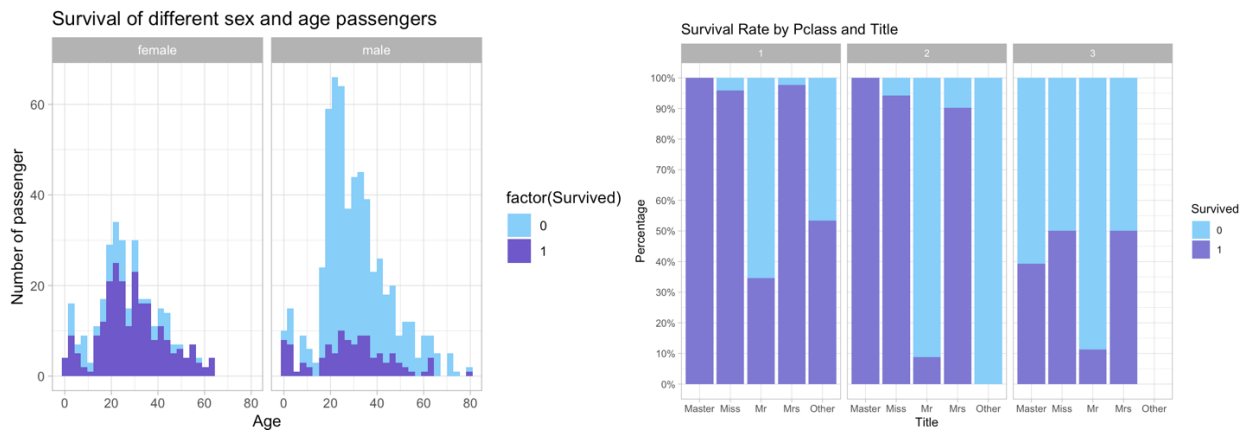 Survival of different sex and age passengers
female male
60
40
20
0
0 20 40 60 80 0 20 40 60 80
Age
Number of passenger
factor(Survived)
0
1
Survival Rate by Pclass and Title
1 2 3
100%
90%
80%
70%
60%
50%
40%
30%
20%
10%
0%
Master Miss Mr Mrs Other Master Miss Mr Mrs Other Master Miss Mr Mrs Other
Title
Percentage
Survived
0
1